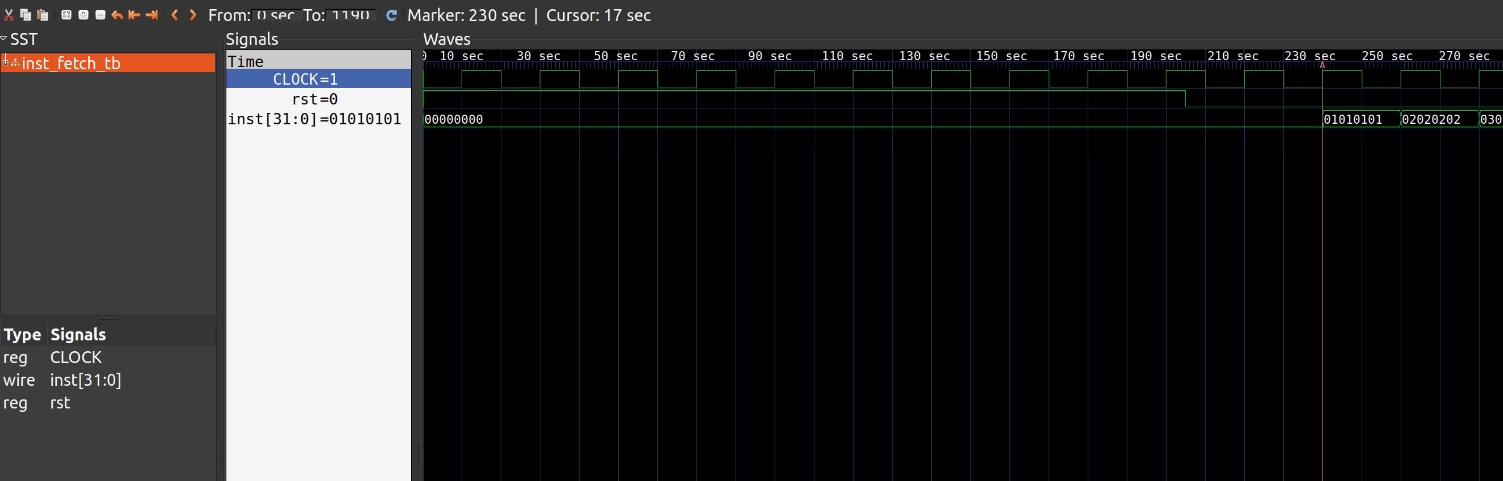 From: 0 sec To: 1190 Marker: 230 sec | Cursor: 17 sec
SST
inst_fetch_tb
Type Signals
reg CLOCK
wire inst[31:0]
reg rst
Signals
Time
CLOCK=1
rst=0
inst[31:0]=01010101
Waves
0 10 sec 30 sec 50 sec 70 sec 90 sec 110 sec 130 sec 150 sec 170 sec 190 sec 210 sec 230 sec 250 sec 270 sec
A
00000000 01010101 02020202 030